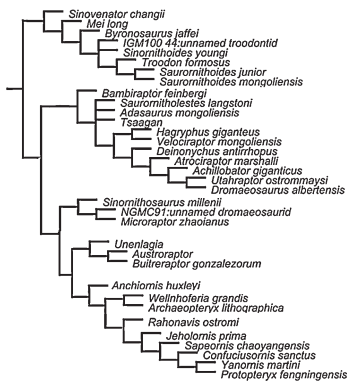 Sinovenator changii
Mei long
Byronosaurus jaffei
IGM100 44:unnamed troodontid
Sinornithoides youngi
Troodon formosus
Saurornithoides junior
Saurornithoides mongoliensis
Bambiraptor feinbergi
Saurornitholestes langstoni
Adasaurus mongoliensis
Tsaagan
Hagryphus giganteus
Velociraptor mongoliensis
Deinonychus antirrhopus
Atrociraptor marshalli
Achillobator giganticus
Utahraptor ostrommaysi
Dromaeosaurus albertensis
Sinornithosaurus millenii
NGMC91:unnamed dromaeosaurid
Microraptor zhaoianus
Unenlagia
Austroraptor
Buitreraptor gonzalezorum
Anchiornis huxleyi
Wellnhoferia grandis
Archaeopteryx lithographica
Rahonavis ostromi
Jeholornis prima
Sapeornis chaoyangensis
Confuciusornis sanctus
Yanornis martini
Protopteryx fengningensis